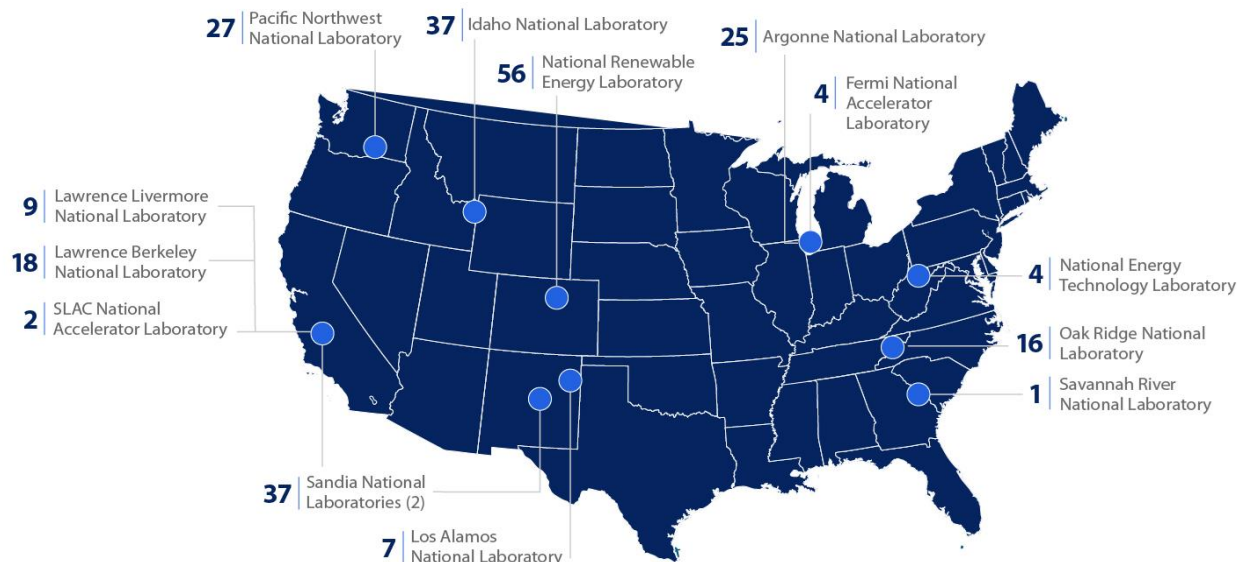 27 Pacific Northwest
National Laboratory
37 Idaho National Laboratory
56 National Renewable
Energy Laboratory
25 Argonne National Laboratory
4 Fermi National
Accelerator
Laboratory
9 Lawrence Livermore
National Laboratory
18 Lawrence Berkeley
National Laboratory
2 SLAC National
Accelerator Laboratory
4 National Energy
Technology Laboratory
16 Oak Ridge National
Laboratory
1 Savannah River
National Laboratory
37 Sandia National
Laboratories (2)
7 Los Alamos
National Laboratory